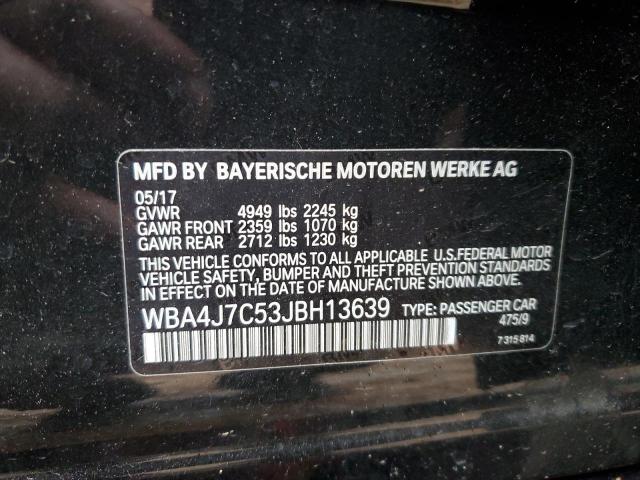 MFD BY BAYERISCHE MOTOREN WERKE AG
05/17
GVWR 4949 lbs 2245 kg
GAWR FRONT 2359 lbs 1070 kg
GAWR REAR 2712 lbs 1230 kg
THIS VEHICLE CONFORMS TO ALL APPLICABLE U.S.FEDERAL MOTOR
VEHICLE SAFETY, BUMPER AND THEFT PREVENTION STANDARDS
IN EFFECT ON THE DATE OF MANUFACTURE SHOWN ABOVE.
WBA4J7C53JBH13639 TYPE: PASSENGER CAR
475/9
7315814